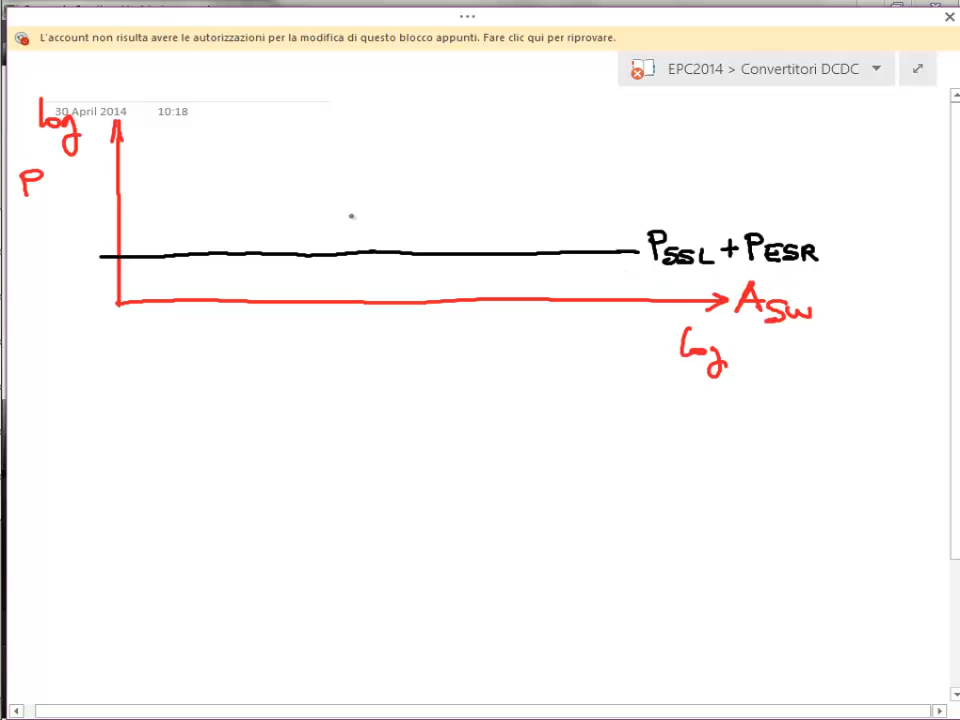 L'account non risulta avere le autorizzazioni per la modifica di questo blocco appunti. Fare clic qui per riprovare.
EPC2014 > Convertitori DCDC
30 April 2014 10:18
log
P
PSSL + PESR
ASW
log